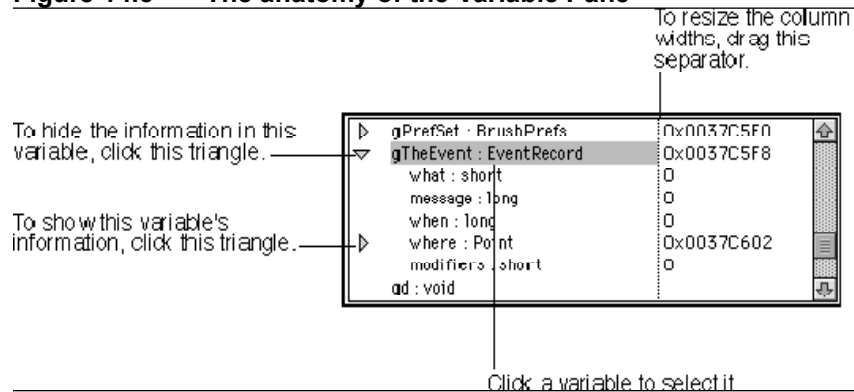 Figure 14.6 The anatomy of the Variable Pane
To resize the column
widths, drag this
separator.
To hide the information in this
variable, click this triangle.
To show this variable's
information, click this triangle.
gPrefSet : BrushPrefs 0x0037C5F0
gTheEvent : EventRecord 0x0037C5F8
what : short 0
message : long 0
when : long 0
where : Point 0x0037C602
modifiers : short 0
qd : void
Click a variable to select it